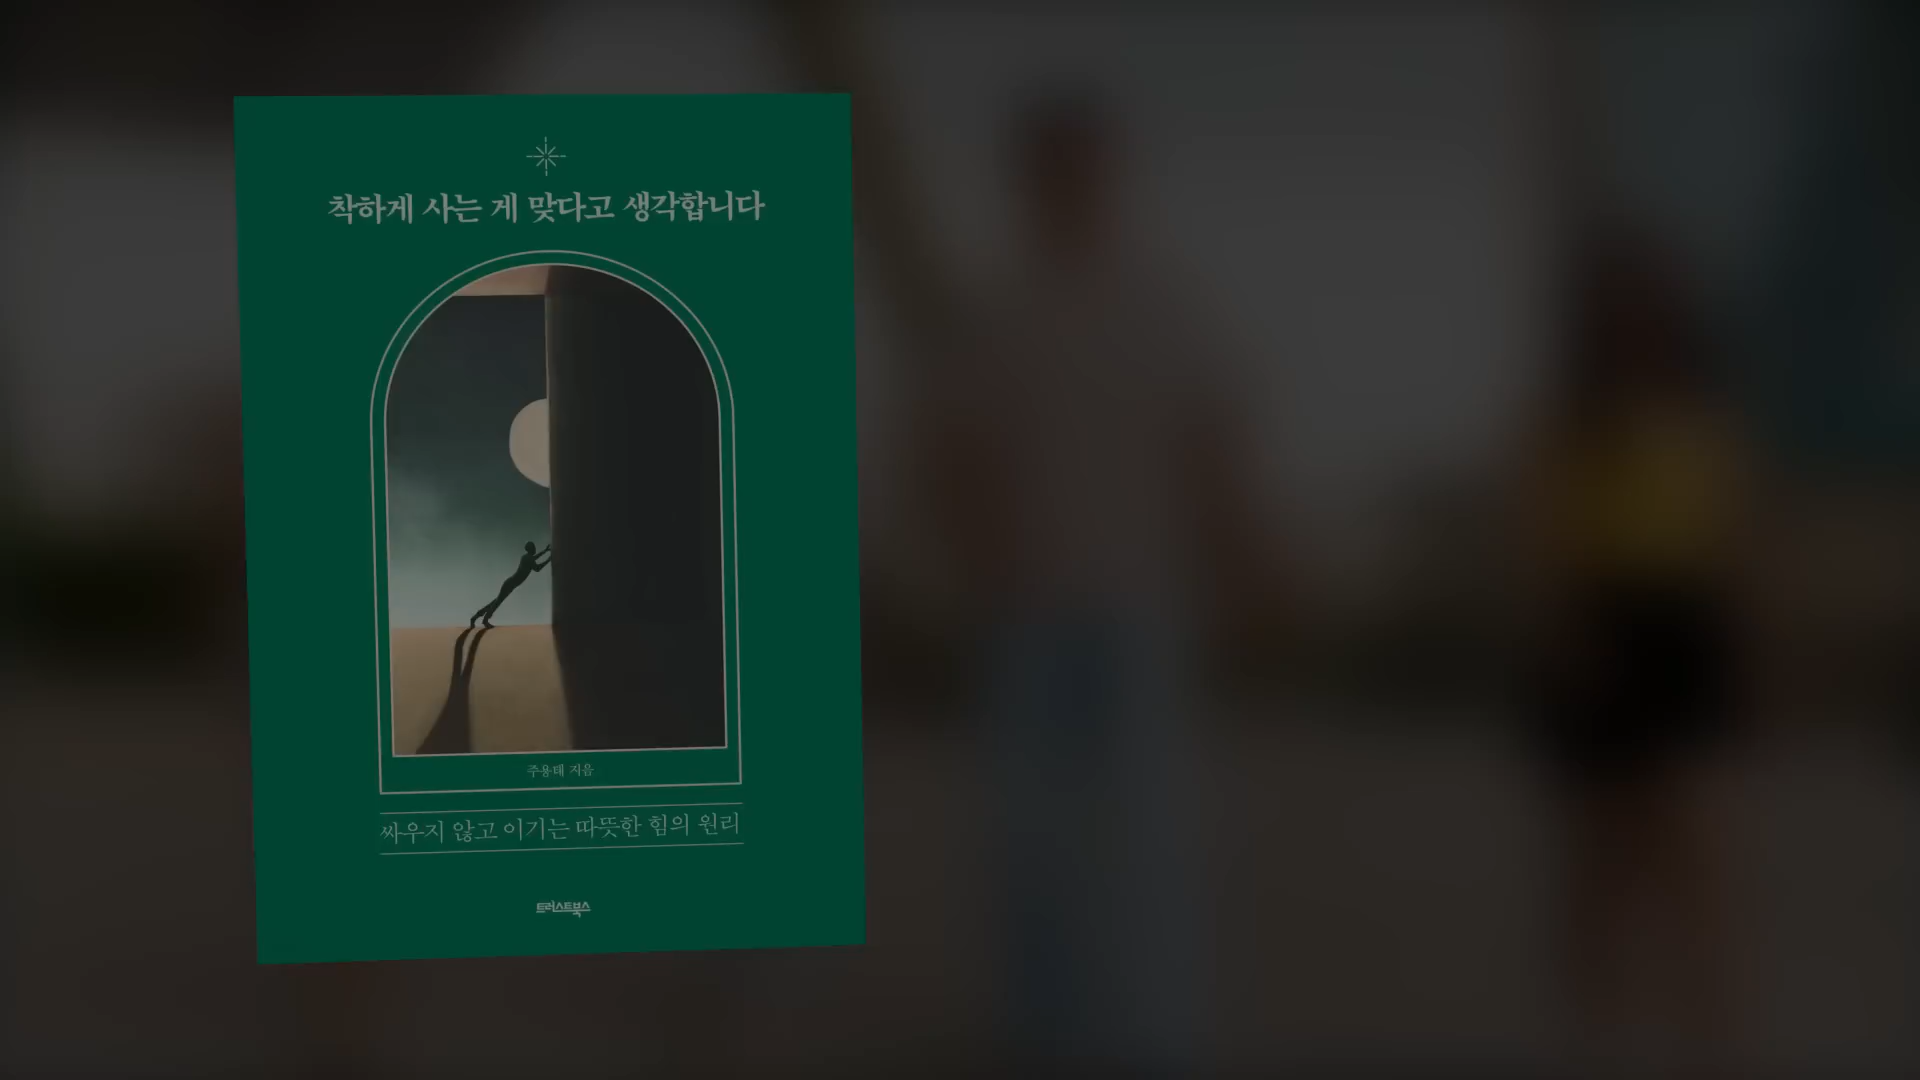 착하게 사는 게 맞다고 생각합니다
주용태 지음
싸우지 않고 이기는 따뜻한 힘의 원리
트러스트북스